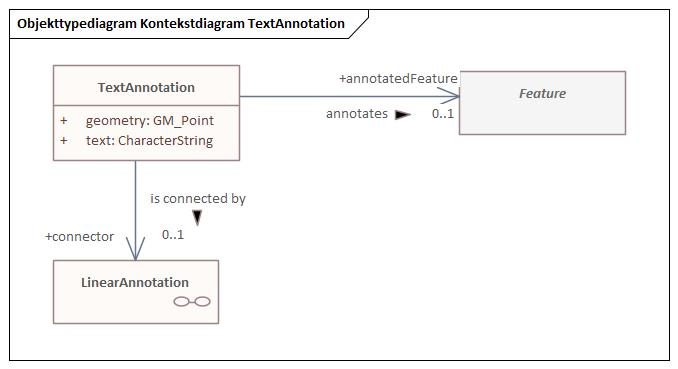 Objekttypediagram Kontekstdiagram TextAnnotation
TextAnnotation
+ geometry: GM_Point
+ text: CharacterString
+annotatedFeature
annotates
0..1
Feature
is connected by
0..1
+connector
LinearAnnotation